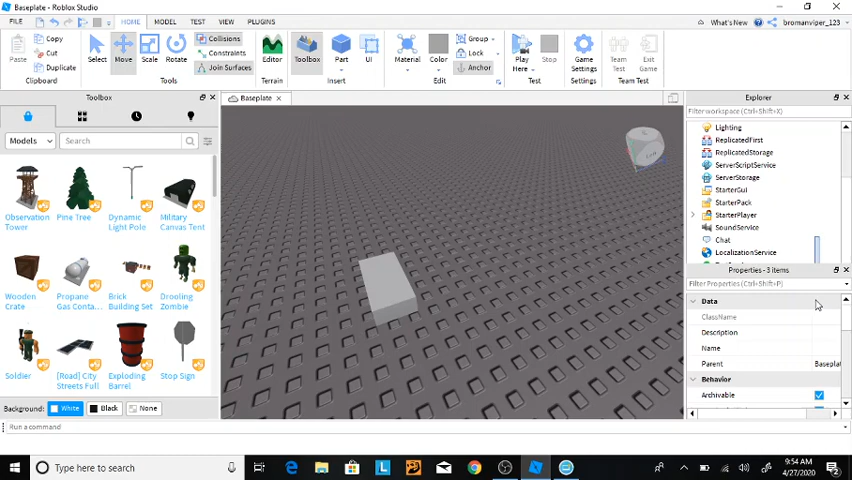 Baseplate - Roblox Studio
FILE HOME MODEL TEST VIEW PLUGINS
What's New bromanviper_123
Paste Copy Cut Duplicate Clipboard
Select Move Scale Rotate Tools
Collisions Constraints Join Surfaces
Editor Terrain
Toolbox Part UI Insert
Material Color Group Lock Anchor Edit
Play Here Stop Test
Game Settings Settings
Team Test Exit Game Team Test
Toolbox
Models Search
Observation Tower
Pine Tree
Dynamic Light Pole
Military Canvas Tent
Wooden Crate
Propane Gas Conta...
Brick Building Set
Drooling Zombie
Soldier
[Road] City Streets Full
Exploding Barrel
Stop Sign
Background: White Black None
Baseplate
Explorer
Filter workspace (Ctrl+Shift+X)
Lighting
ReplicatedFirst
ReplicatedStorage
ServerScriptService
ServerStorage
StarterGui
StarterPack
StarterPlayer
SoundService
Chat
LocalizationService
Properties - 3 items
Filter Properties (Ctrl+Shift+P)
Data
ClassName
Description
Name
Parent Baseplat
Behavior
Archivable
Run a command
Type here to search
9:54 AM
4/27/2020